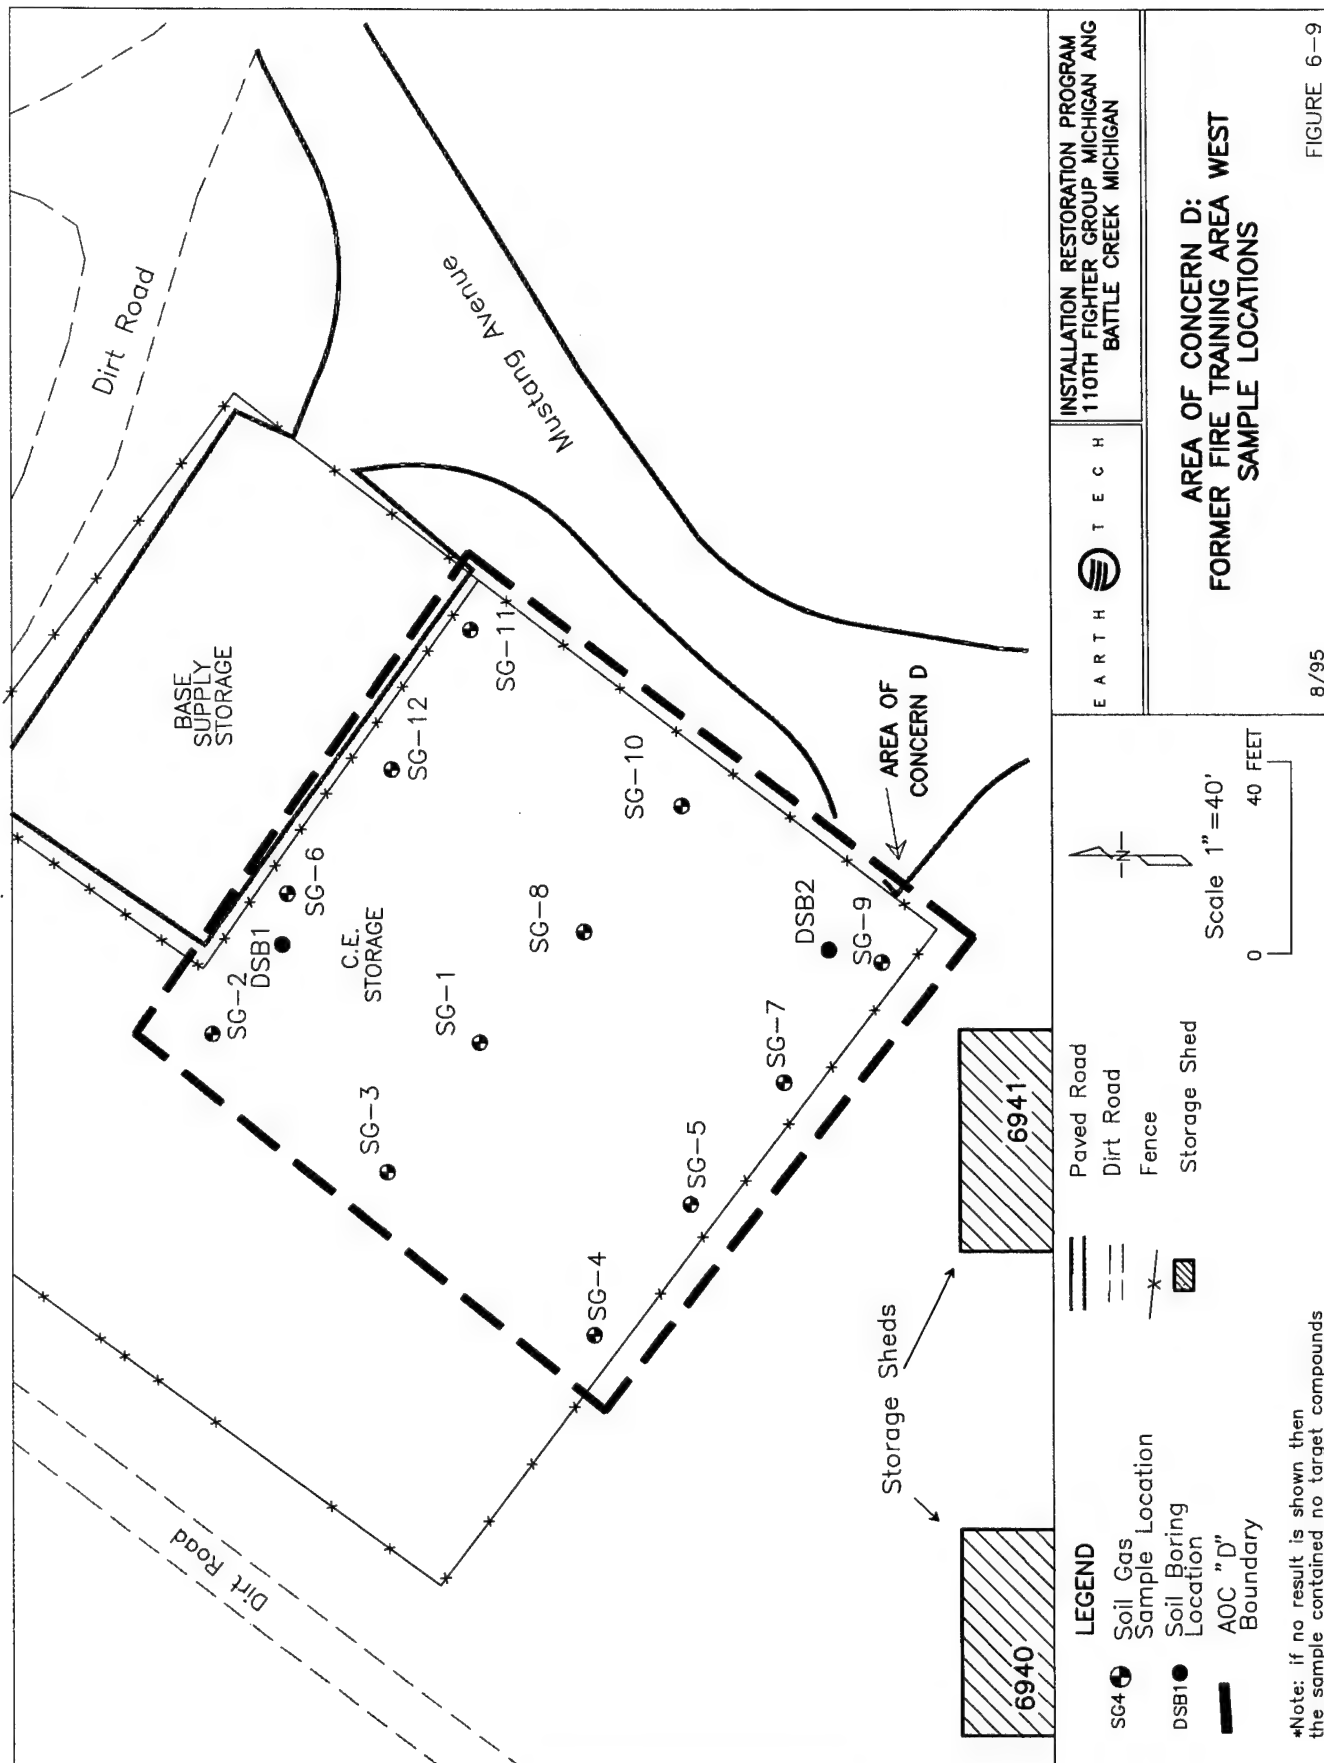 Dirt Road
Mustang Avenue
BASE
SUPPLY
STORAGE
SG-11
SG-12
SG-10
AREA OF
CONCERN D
SG-6
DSB1
SG-2
C.E.
STORAGE
SG-8
SG-1
DSB2
SG-9
SG-7
SG-3
SG-5
SG-4
Dirt Road
Storage Sheds
6940
6941
LEGEND
SG4
Soil Gas
Sample Location
DSB1
Soil Boring
Location
AOC "D"
Boundary
Paved Road
Dirt Road
Fence
Storage Shed
*Note: if no result is shown then
the sample contained no target compounds
N
Scale 1"=40'
0 40 FEET
EARTH TECH
INSTALLATION RESTORATION PROGRAM
110TH FIGHTER GROUP MICHIGAN ANG
BATTLE CREEK MICHIGAN
AREA OF CONCERN D:
FORMER FIRE TRAINING AREA WEST
SAMPLE LOCATIONS
8/95
FIGURE 6-9